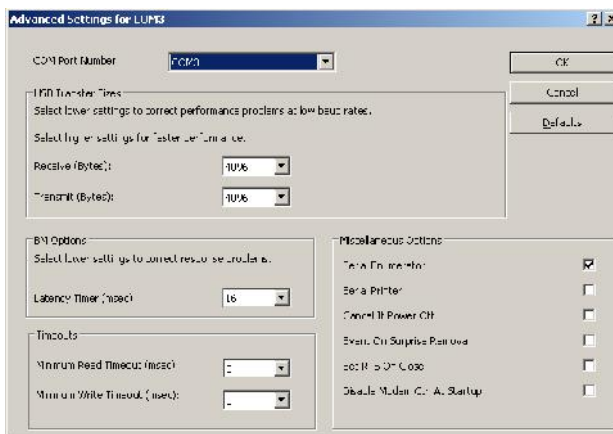 Advanced Settings for COM3
COM Port Number
COM3
OK
Cancel
Defaults
USB Transfer Sizes
Select lower settings to correct performance problems at low baud rates.
Select higher settings for faster performance.
Receive (Bytes):
4096
Transmit (Bytes):
4096
BM Options
Select lower settings to correct response problems.
Latency Timer (msec)
16
Timeouts
Minimum Read Timeout (msec)
Minimum Write Timeout (msec):
Miscellaneous Options
Serial Enumerator
Serial Printer
Cancel If Power Off
Event On Surprise Removal
Set RTS On Close
Disable Modem Ctrl At Startup